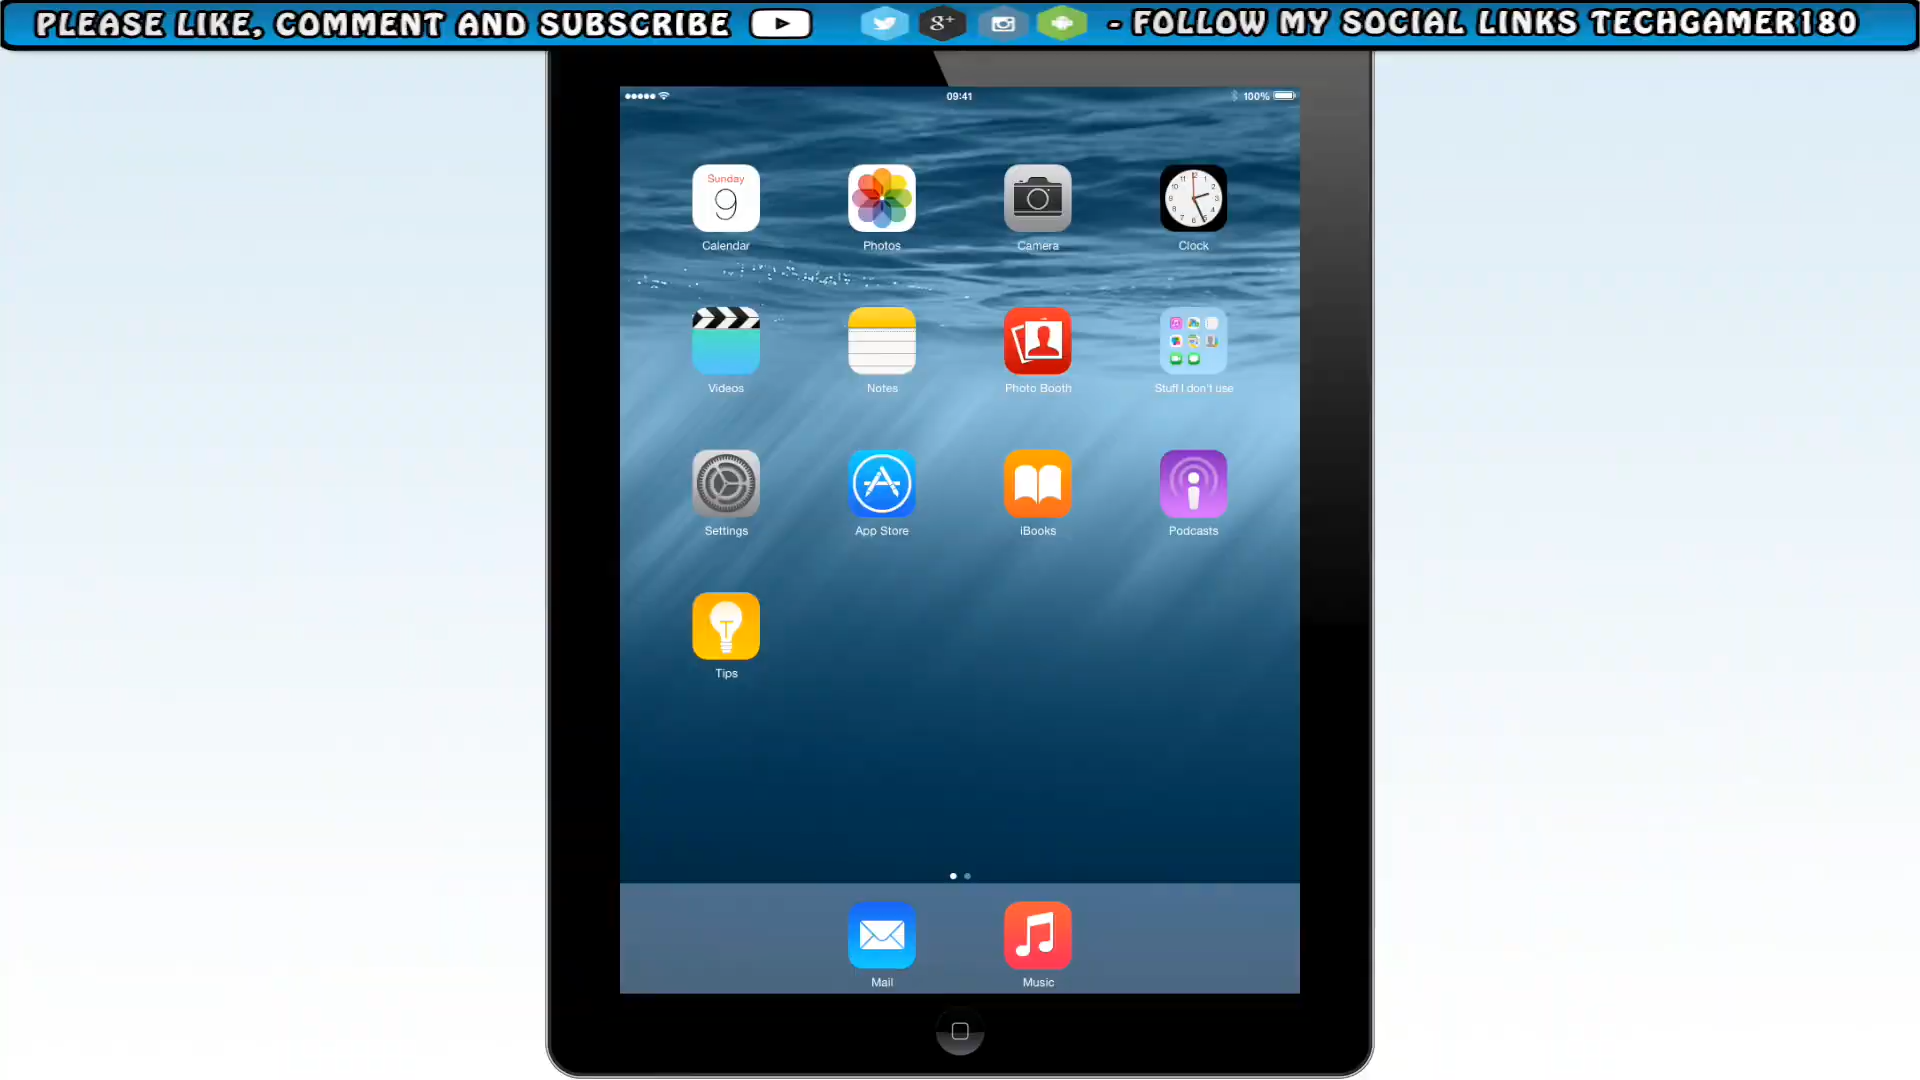 PLEASE LIKE, COMMENT AND SUBSCRIBE g+ - FOLLOW MY SOCIAL LINKS TECHGAMER180
09:41 100%
Sunday
9
Calendar Photos Camera Clock
Videos Notes Photo Booth Stuff I don't use
Settings App Store iBooks Podcasts
T
Tips
Mail Music